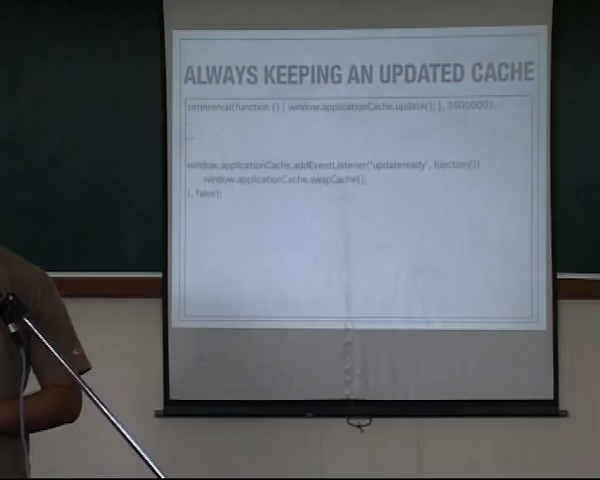 ALWAYS KEEPING AN UPDATED CACHE
setInterval(function () { window.applicationCache.update(); }, 3600000);
...
...
window.applicationCache.addEventListener('updateready', function(){
window.applicationCache.swapCache();
}, false);